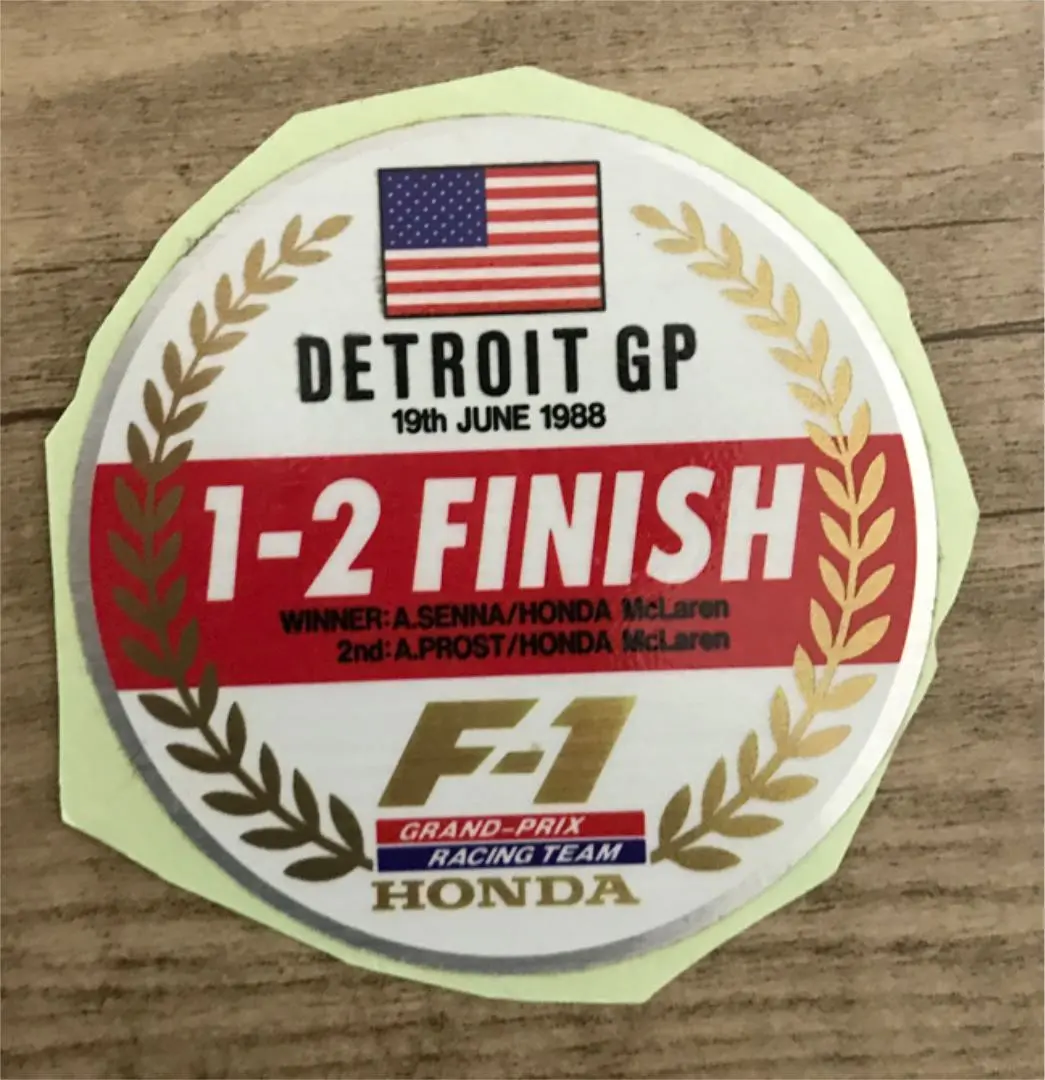 DETROIT GP
19th JUNE 1988
1-2 FINISH
WINNER:A.SENNA/HONDA McLaren
2nd:A.PROST/HONDA McLaren
F-1
GRAND-PRIX
RACING TEAM
HONDA